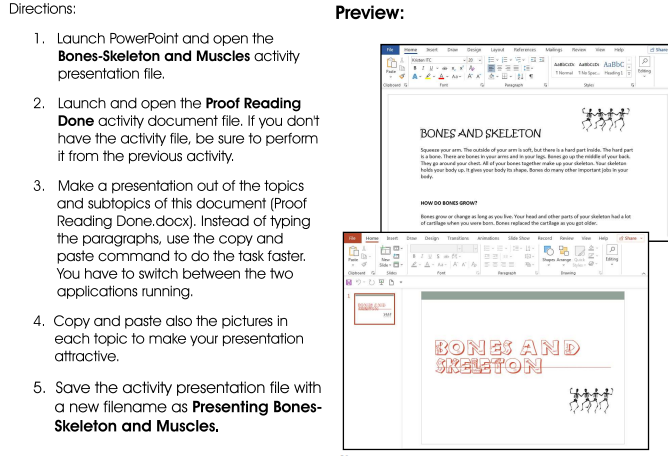 Directions:
1. Launch PowerPoint and open the
Bones-Skeleton and Muscles activity
presentation file.
2. Launch and open the Proof Reading
Done activity document file. If you don't
have the activity file, be sure to perform
it from the previous activity.
3. Make a presentation out of the topics
and subtopics of this document (Proof
Reading Done.docx). Instead of typing
the paragraphs, use the copy and
paste command to do the task faster.
You have to switch between the two
applications running.
4. Copy and paste also the pictures in
each topic to make your presentation
attractive.
5. Save the activity presentation file with
a new filename as Presenting Bones-
Skeleton and Muscles.
Preview:
File Home Insert Draw Design Layout References Mailings Review View Help Share
Paste
Clipboard Font Paragraph Styles
AaBbCcDc AaBbCcDc AaBbC
1 Normal 1 No Spac... Heading 1
Editing
BONES AND SKELETON
Squeeze your arm. The outside of your arm is soft, but there is a hard part inside. The hard part
is a bone. There are bones in your arms and in your legs. Bones go up the middle of your back.
They go around your chest. All of your bones together make up your skeleton. Your skeleton
holds your body up. It gives your body its shape. Bones do many other important jobs in your
body.
HOW DO BONES GROW?
Bones grow or change as long as you live. Your head and other parts of your skeleton had a lot
of cartilage when you were born. Bones replaced the cartilage as you got older.
File Home Insert Draw Design Transitions Animations Slide Show Record Review View Help Share
Paste New Slide Shapes Arrange Quick Editing
Clipboard Slides Font Paragraph Drawing
1
BONES AND
SKELETON